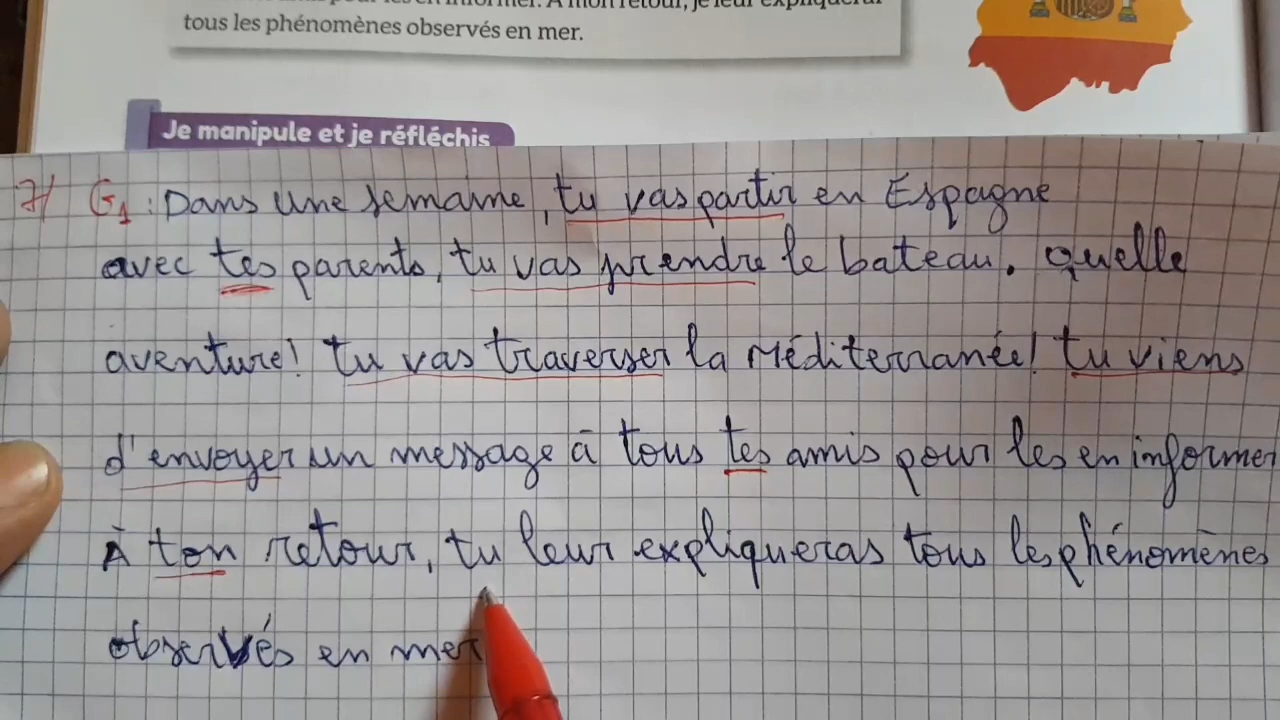 tous les phénomènes observés en mer.
Je manipule et je réfléchis
7/ G1 : Dans une semaine, tu vas partir en Espagne
avec tes parents, tu vas prendre le bateau. quelle
aventure! tu vas traverser la Méditerranée! tu viens
d'envoyer un message à tous tes amis pour les en informer
À ton retour, tu leur expliqueras tous les phénomènes
observés en mer